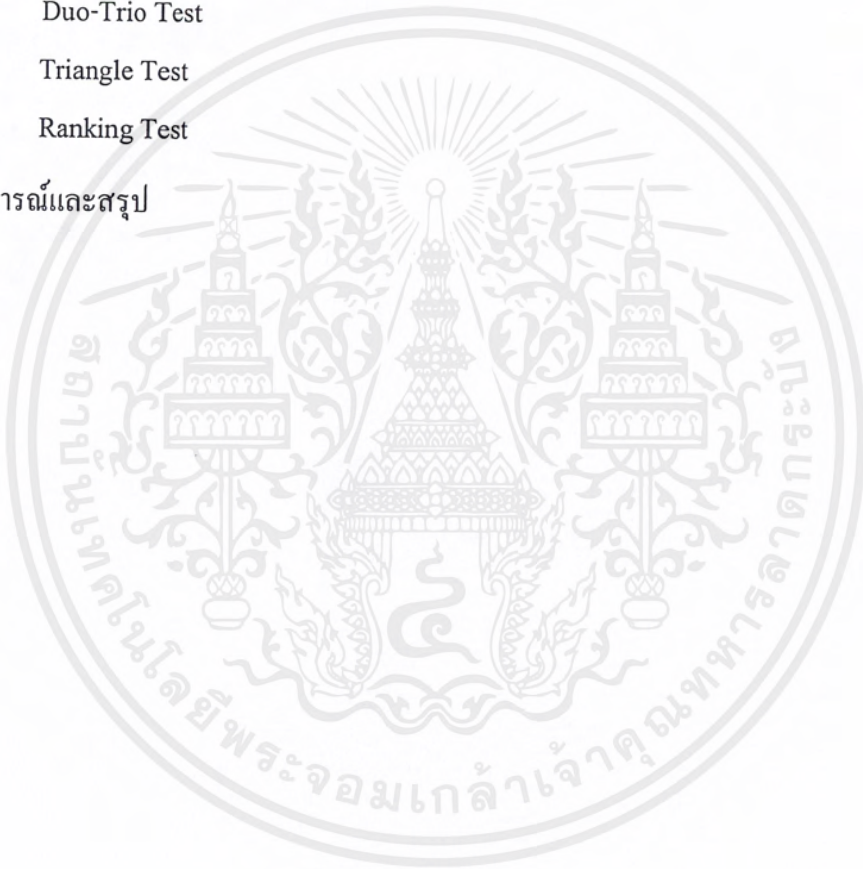 Duo-Trio Test
Triangle Test
Ranking Test
ารณ์และสรุป
สถาบันเทคโนโลยีพระจอมเกล้าเจ้าคุณทหารลาดกระบัง
๔